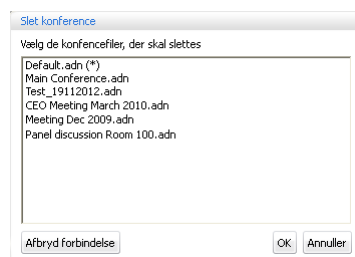 Slet konference
Vælg de konfencefiler, der skal slettes
Default.adn (*)
Main Conference.adn
Test_19112012.adn
CEO Meeting March 2010.adn
Meeting Dec 2009.adn
Panel discussion Room 100.adn
Afbryd forbindelse OK Annuller